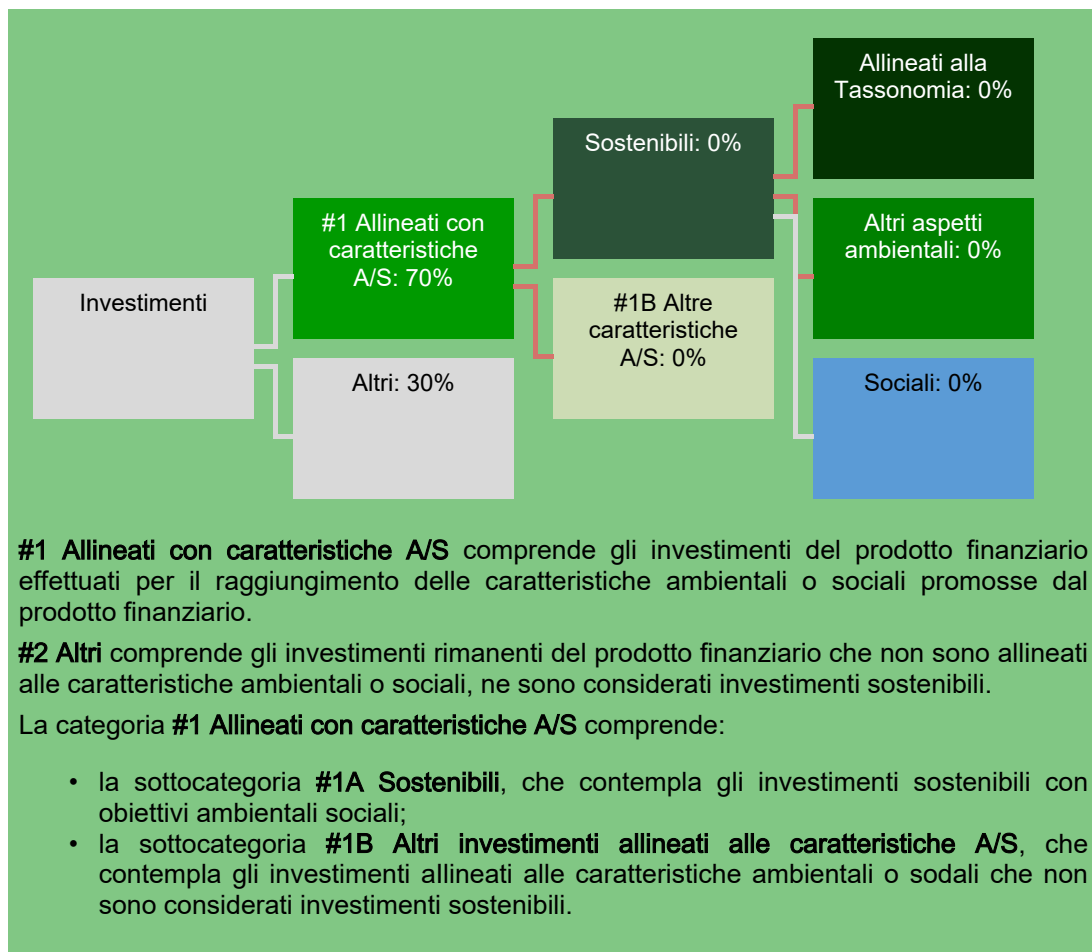 Allineati alla
Tassonomia: 0%
Sostenibili: 0%
#1 Allineati con
caratteristiche
A/S: 70%
Altri aspetti
ambientali: 0%
Investimenti
#1B Altre
caratteristiche
A/S: 0%
Altri: 30%
Sociali: 0%
#1 Allineati con caratteristiche A/S comprende gli investimenti del prodotto finanziario
effettuati per il raggiungimento delle caratteristiche ambientali o sociali promosse dal
prodotto finanziario.
#2 Altri comprende gli investimenti rimanenti del prodotto finanziario che non sono allineati
alle caratteristiche ambientali o sociali, ne sono considerati investimenti sostenibili.
La categoria #1 Allineati con caratteristiche A/S comprende:
• la sottocategoria #1A Sostenibili, che contempla gli investimenti sostenibili con
obiettivi ambientali sociali;
• la sottocategoria #1B Altri investimenti allineati alle caratteristiche A/S, che
contempla gli investimenti allineati alle caratteristiche ambientali o sodali che non
sono considerati investimenti sostenibili.